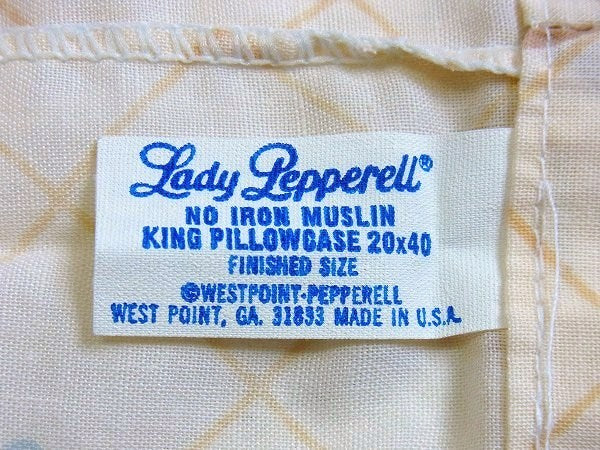 Lady Pepperell®
NO IRON MUSLIN
KING PILLOWCASE 20x40
FINISHED SIZE
©WESTPOINT-PEPPERELL
WEST POINT, GA. 31833 MADE IN U.S.A.